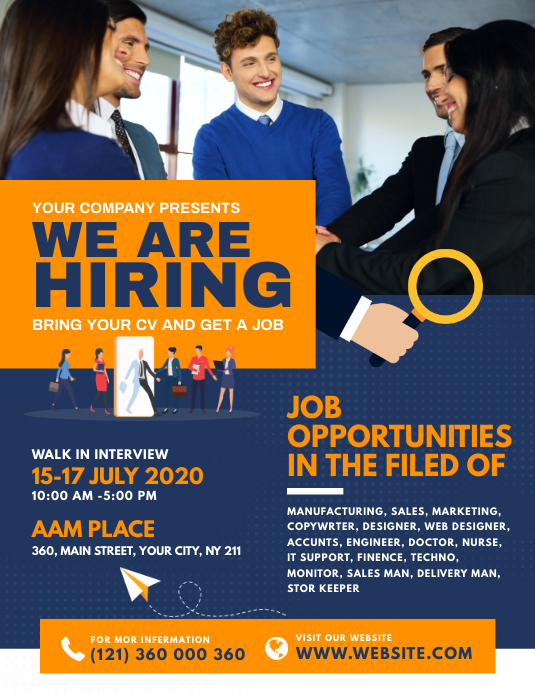 YOUR COMPANY PRESENTS
WE ARE
HIRING
BRING YOUR CV AND GET A JOB
WALK IN INTERVIEW
15-17 JULY 2020
10:00 AM -5:00 PM
AAM PLACE
360, MAIN STREET, YOUR CITY, NY 211
JOB
OPPORTUNITIES
IN THE FILED OF
MANUFACTURING, SALES, MARKETING,
COPYWRTER, DESIGNER, WEB DESIGNER,
ACCUNTS, ENGINEER, DOCTOR, NURSE,
IT SUPPORT, FINENCE, TECHNO,
MONITOR, SALES MAN, DELIVERY MAN,
STOR KEEPER
FOR MOR INFERMATION
(121) 360 000 360
VISIT OUR WEBSITE
WWW.WEBSITE.COM